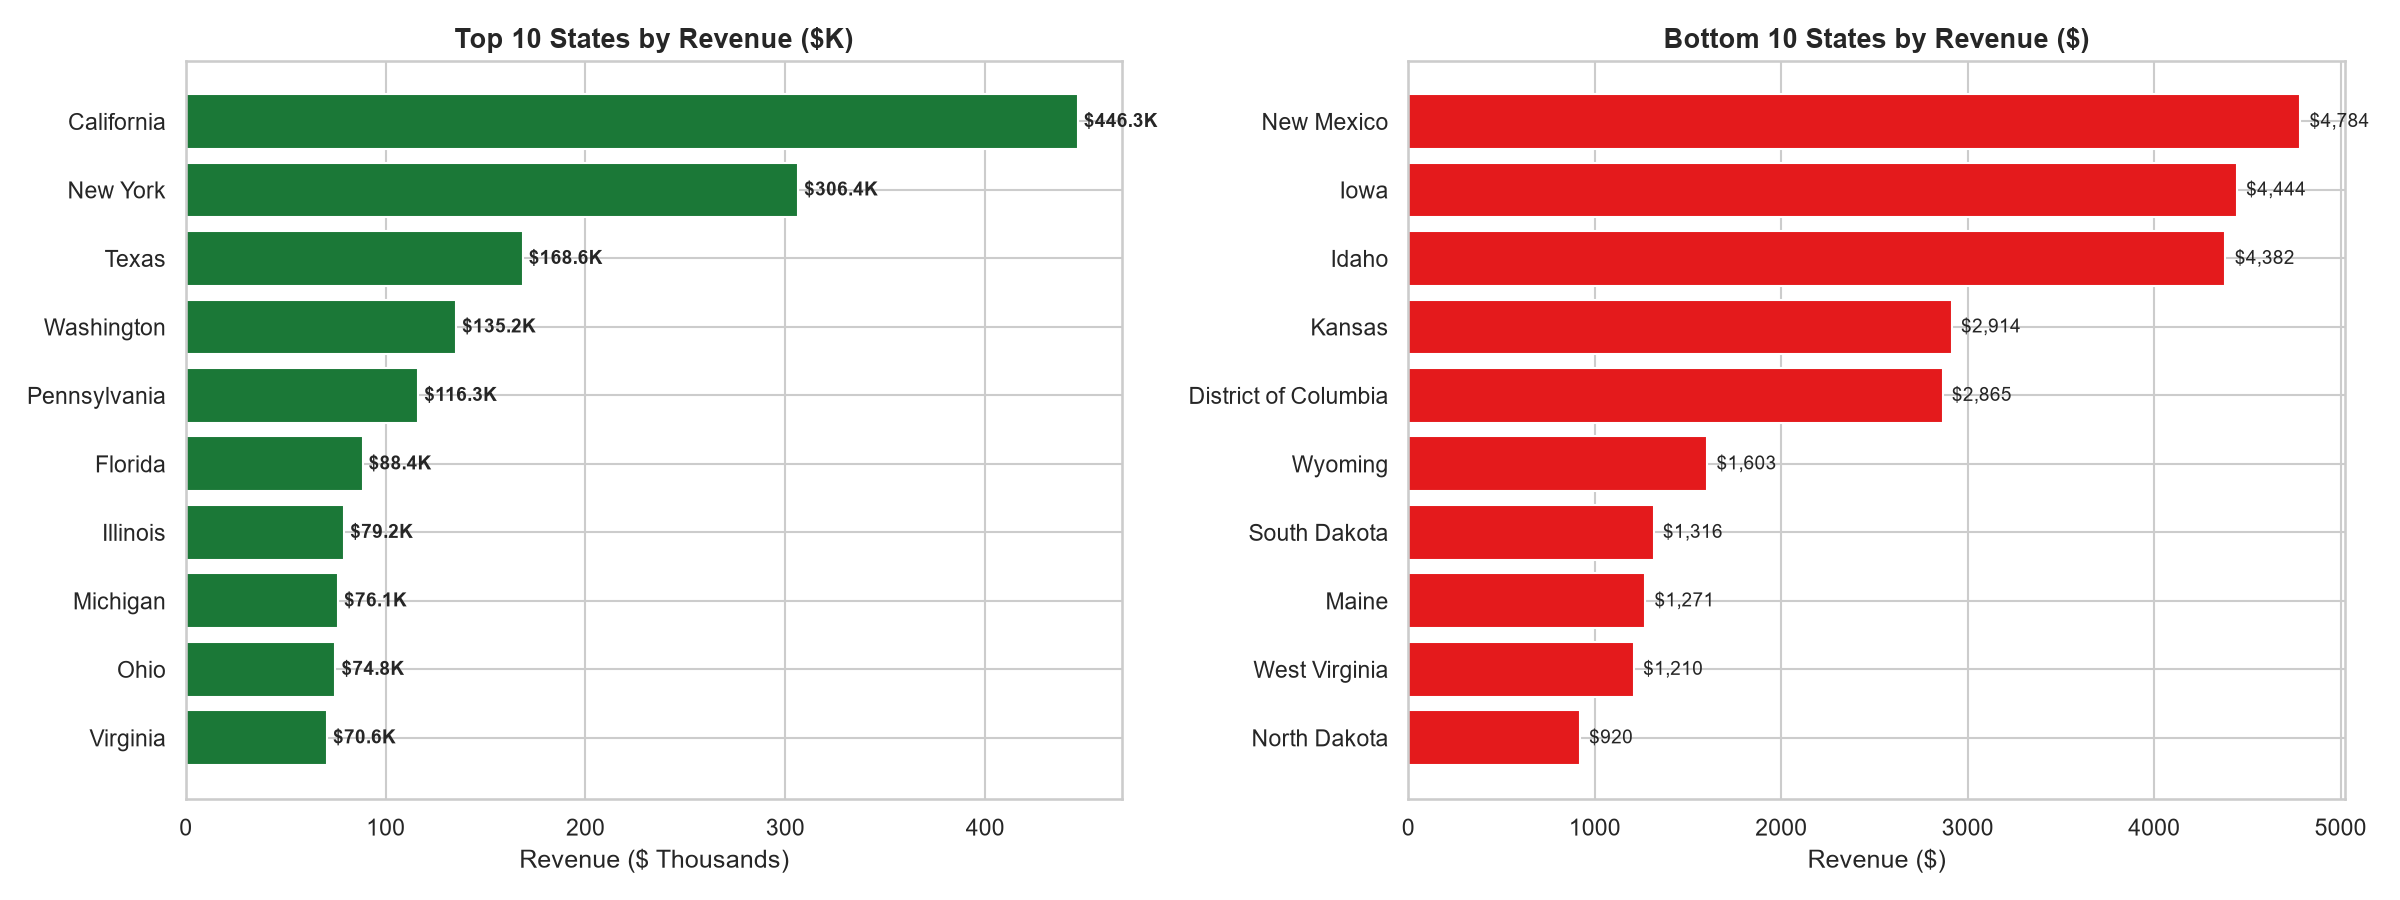 Top 10 States by Revenue ($K)
California $446.3K
New York $306.4K
Texas $168.6K
Washington $135.2K
Pennsylvania $116.3K
Florida $88.4K
Illinois $79.2K
Michigan $76.1K
Ohio $74.8K
Virginia $70.6K
0 100 200 300 400
Revenue ($ Thousands)
Bottom 10 States by Revenue ($)
New Mexico $4,784
Iowa $4,444
Idaho $4,382
Kansas $2,914
District of Columbia $2,865
Wyoming $1,603
South Dakota $1,316
Maine $1,271
West Virginia $1,210
North Dakota $920
0 1000 2000 3000 4000 5000
Revenue ($)